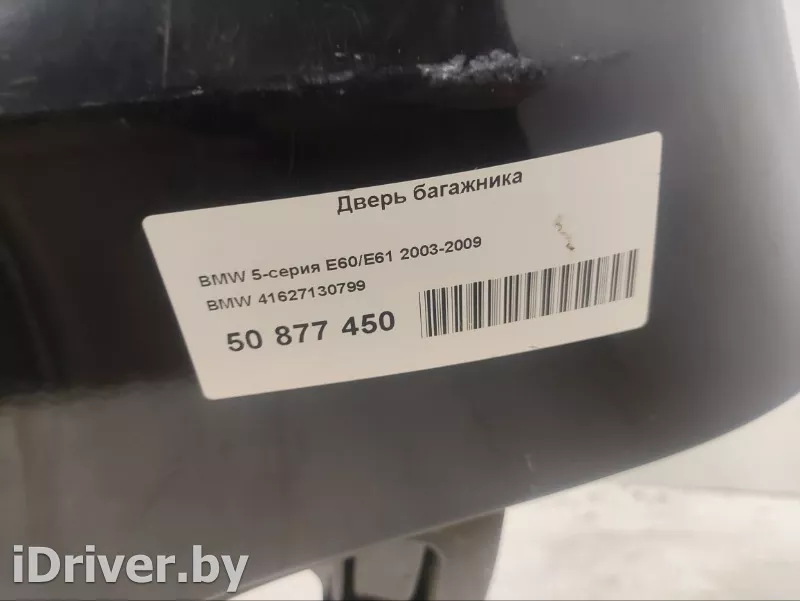 Дверь багажника
BMW 5-серия E60/E61 2003-2009
BMW 41627130799
50 877 450
iDriver.by